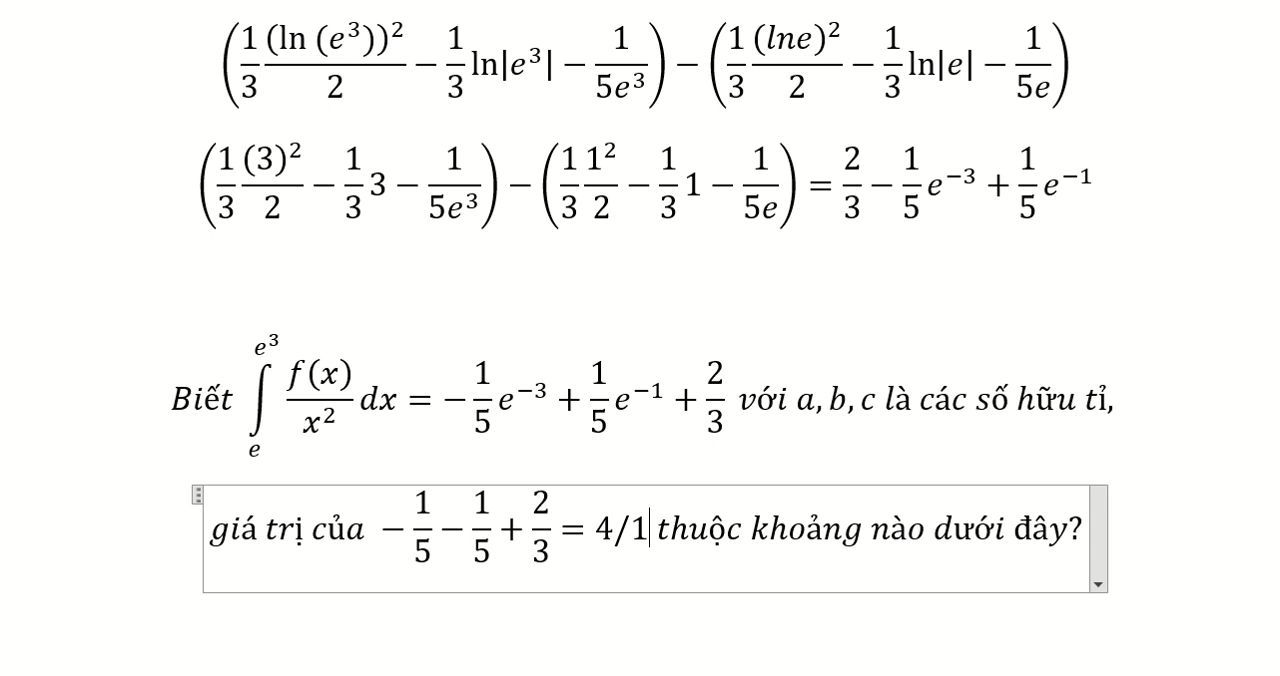 (1/3 (ln (e³))²/2 − 1/3 ln|e³| − 1/5e³) − (1/3 (lne)²/2 − 1/3 ln|e| − 1/5e)
(1/3 (3)²/2 − 1/3 3 − 1/5e³) − (1/3 1²/2 − 1/3 1 − 1/5e) = 2/3 − 1/5 e⁻³ + 1/5 e⁻¹
Biết ∫ₑ^(e³) f(x)/x² dx = − 1/5 e⁻³ + 1/5 e⁻¹ + 2/3 với a, b, c là các số hữu tỉ,
giá trị của − 1/5 − 1/5 + 2/3 = 4/1 thuộc khoảng nào dưới đây?